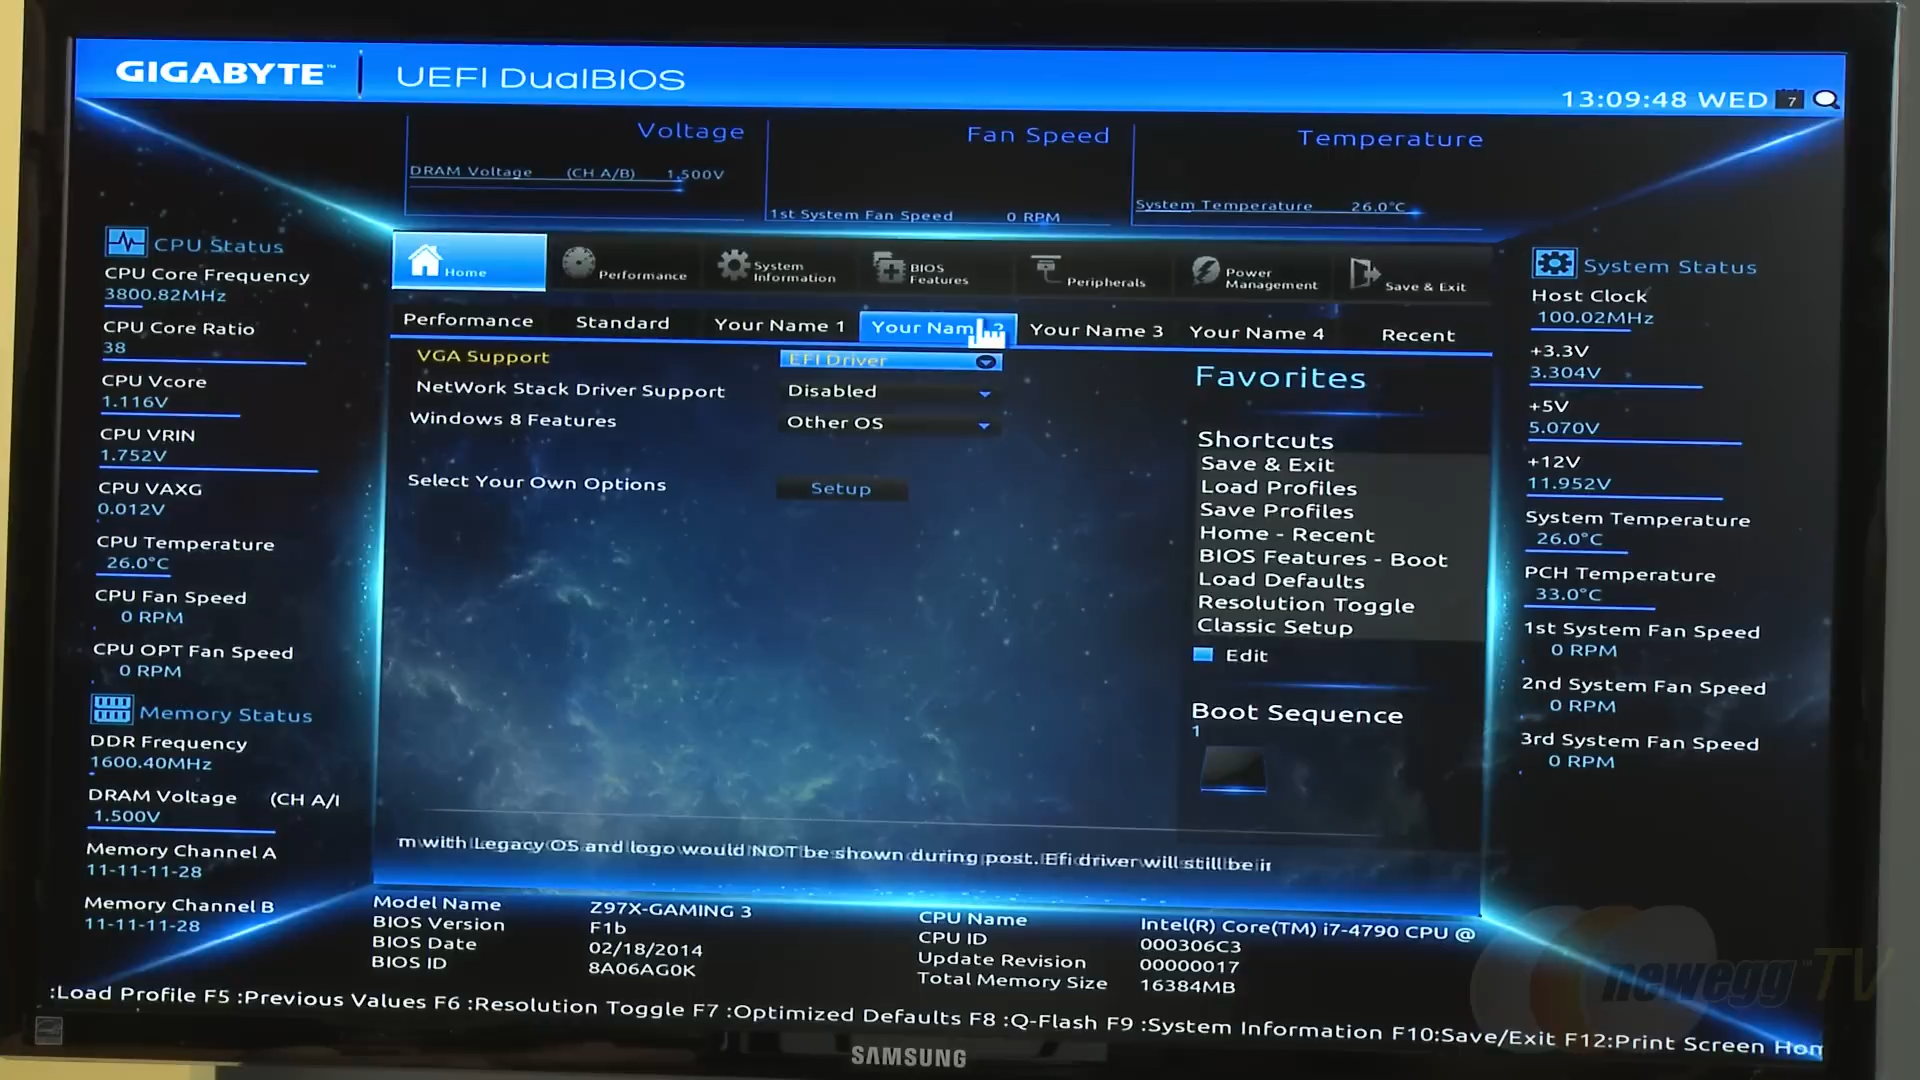 GIGABYTE™ UEFI DualBIOS
13:09:48 WED 7
Voltage
DRAM Voltage (CH A/B) 1.500V
Fan Speed
1st System Fan Speed 0 RPM
Temperature
System Temperature 26.0°C
CPU Status
CPU Core Frequency
3800.82MHz
CPU Core Ratio
38
CPU Vcore
1.116V
CPU VRIN
1.752V
CPU VAXG
0.012V
CPU Temperature
26.0°C
CPU Fan Speed
0 RPM
CPU OPT Fan Speed
0 RPM
Memory Status
DDR Frequency
1600.40MHz
DRAM Voltage (CH A/
1.500V
Memory Channel A
11-11-11-28
Memory Channel B
11-11-11-28
Home
Performance
System Information
BIOS Features
Peripherals
Power Management
Save & Exit
Performance Standard Your Name 1 Your Nam 2 Your Name 3 Your Name 4 Recent
VGA Support EFI Driver
NetWork Stack Driver Support Disabled
Windows 8 Features Other OS
Select Your Own Options Setup
Favorites
Shortcuts
Save & Exit
Load Profiles
Save Profiles
Home - Recent
BIOS Features - Boot
Load Defaults
Resolution Toggle
Classic Setup
Edit
Boot Sequence
1
m with Legacy OS and logo would NOT be shown during post. Efi driver will still be
System Status
Host Clock
100.02MHz
+3.3V
3.304V
+5V
5.070V
+12V
11.952V
System Temperature
26.0°C
PCH Temperature
33.0°C
1st System Fan Speed
0 RPM
2nd System Fan Speed
0 RPM
3rd System Fan Speed
0 RPM
Model Name Z97X-GAMING 3
BIOS Version F1b
BIOS Date 02/18/2014
BIOS ID 8A06AG0K
CPU Name Intel(R) Core(TM) i7-4790 CPU @
CPU ID 000306C3
Update Revision 00000017
Total Memory Size 16384MB
:Load Profile F5 :Previous Values F6 :Resolution Toggle F7 :Optimized Defaults F8 :Q-Flash F9 :System Information F10:Save/Exit F12:Print Screen Hom
newegg TV
SAMSUNG